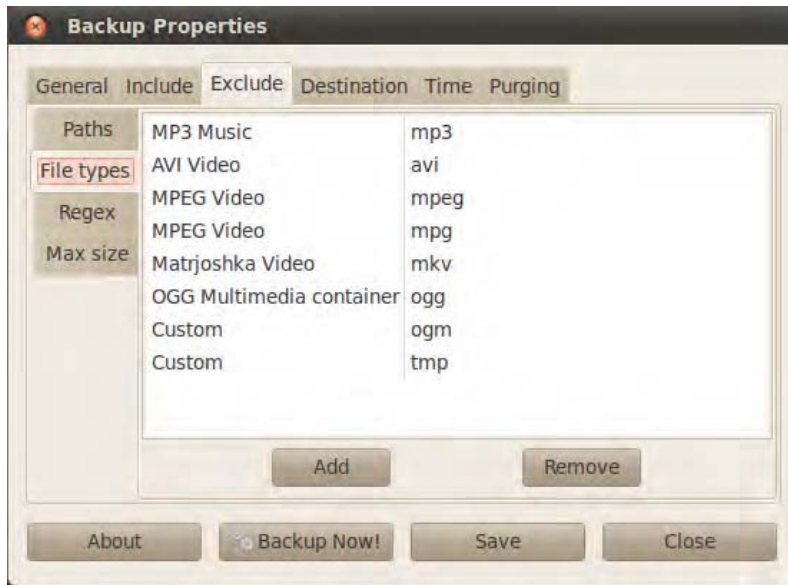 Backup Properties
General Include Exclude Destination Time Purging
Paths
File types
Regex
Max size
MP3 Music mp3
AVI Video avi
MPEG Video mpeg
MPEG Video mpg
Matrjoshka Video mkv
OGG Multimedia container ogg
Custom ogm
Custom tmp
Add Remove
About Backup Now! Save Close